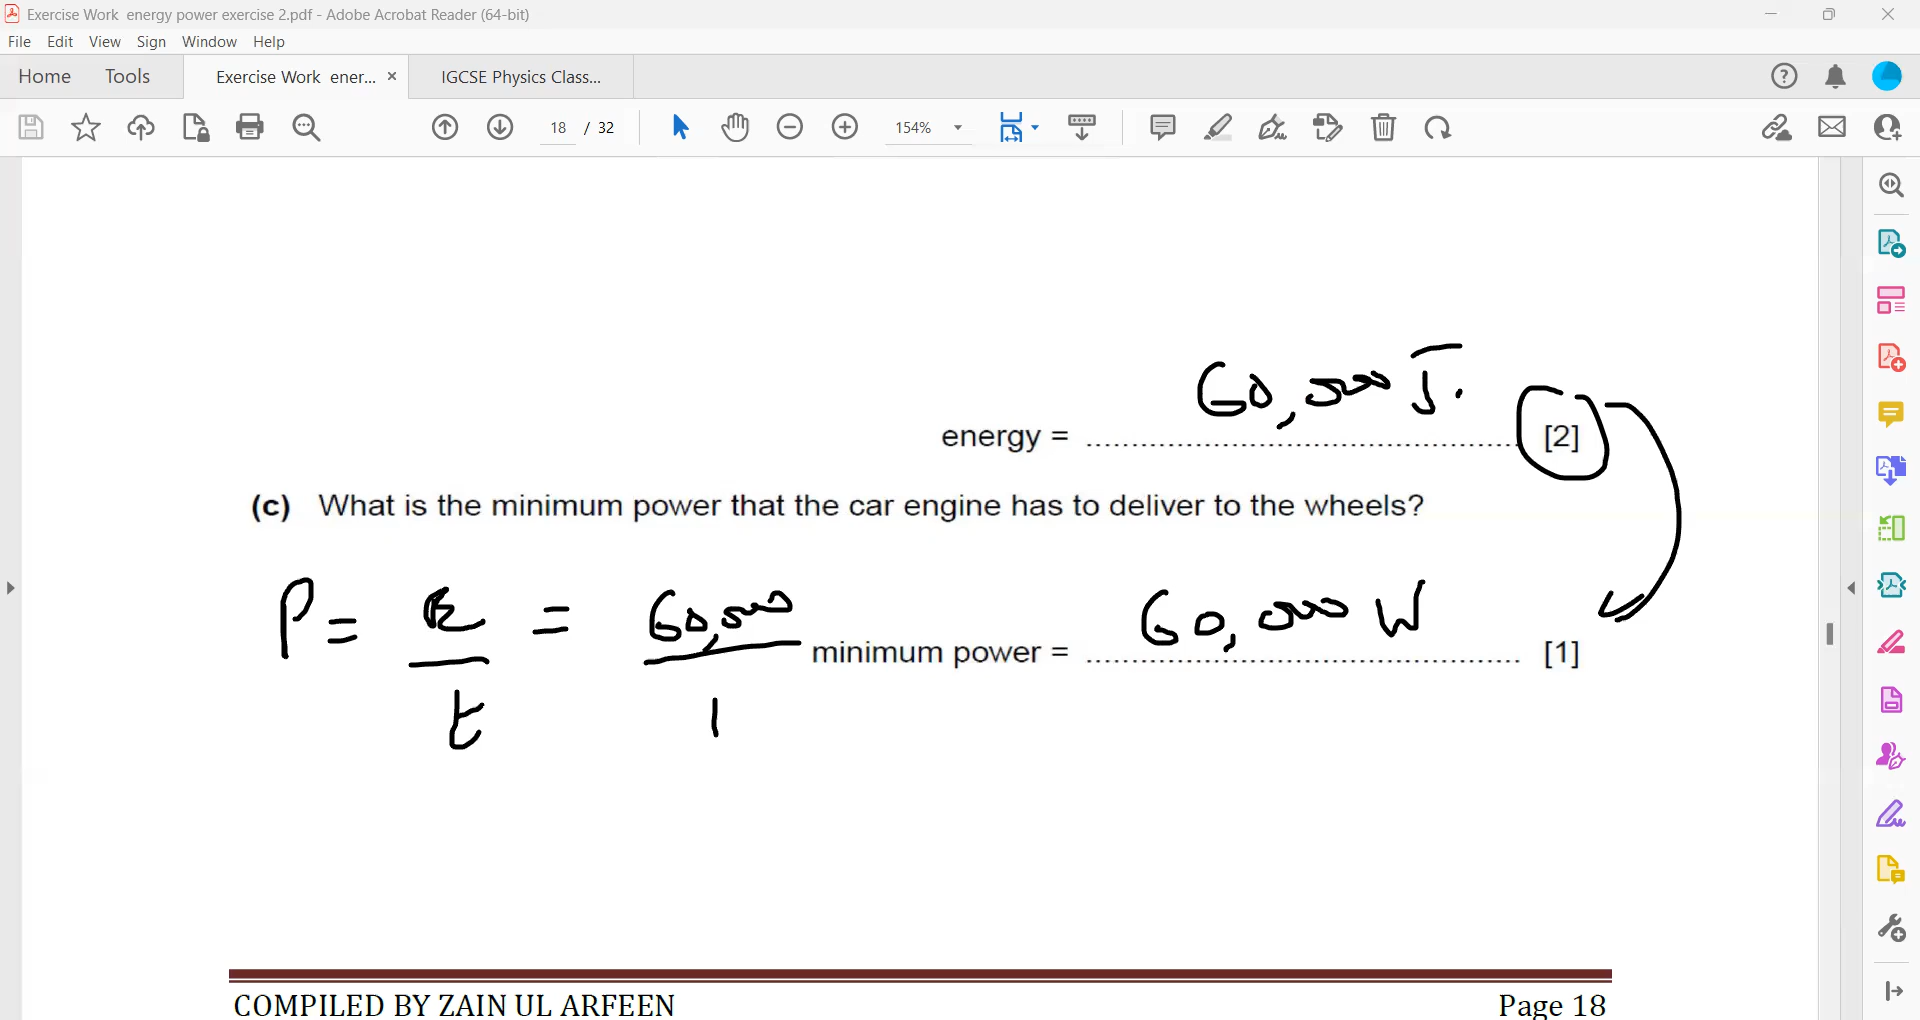 Exercise Work energy power exercise 2.pdf - Adobe Acrobat Reader (64-bit)
File Edit View Sign Window Help
Home Tools Exercise Work ener... × IGCSE Physics Class...
18 / 32 154%
60,000 J.
energy = .................................................. [2]
(c) What is the minimum power that the car engine has to deliver to the wheels?
P = E/t = 60,000/1
60,000 W
minimum power = .................................................. [1]
COMPILED BY ZAIN UL ARFEEN Page 18